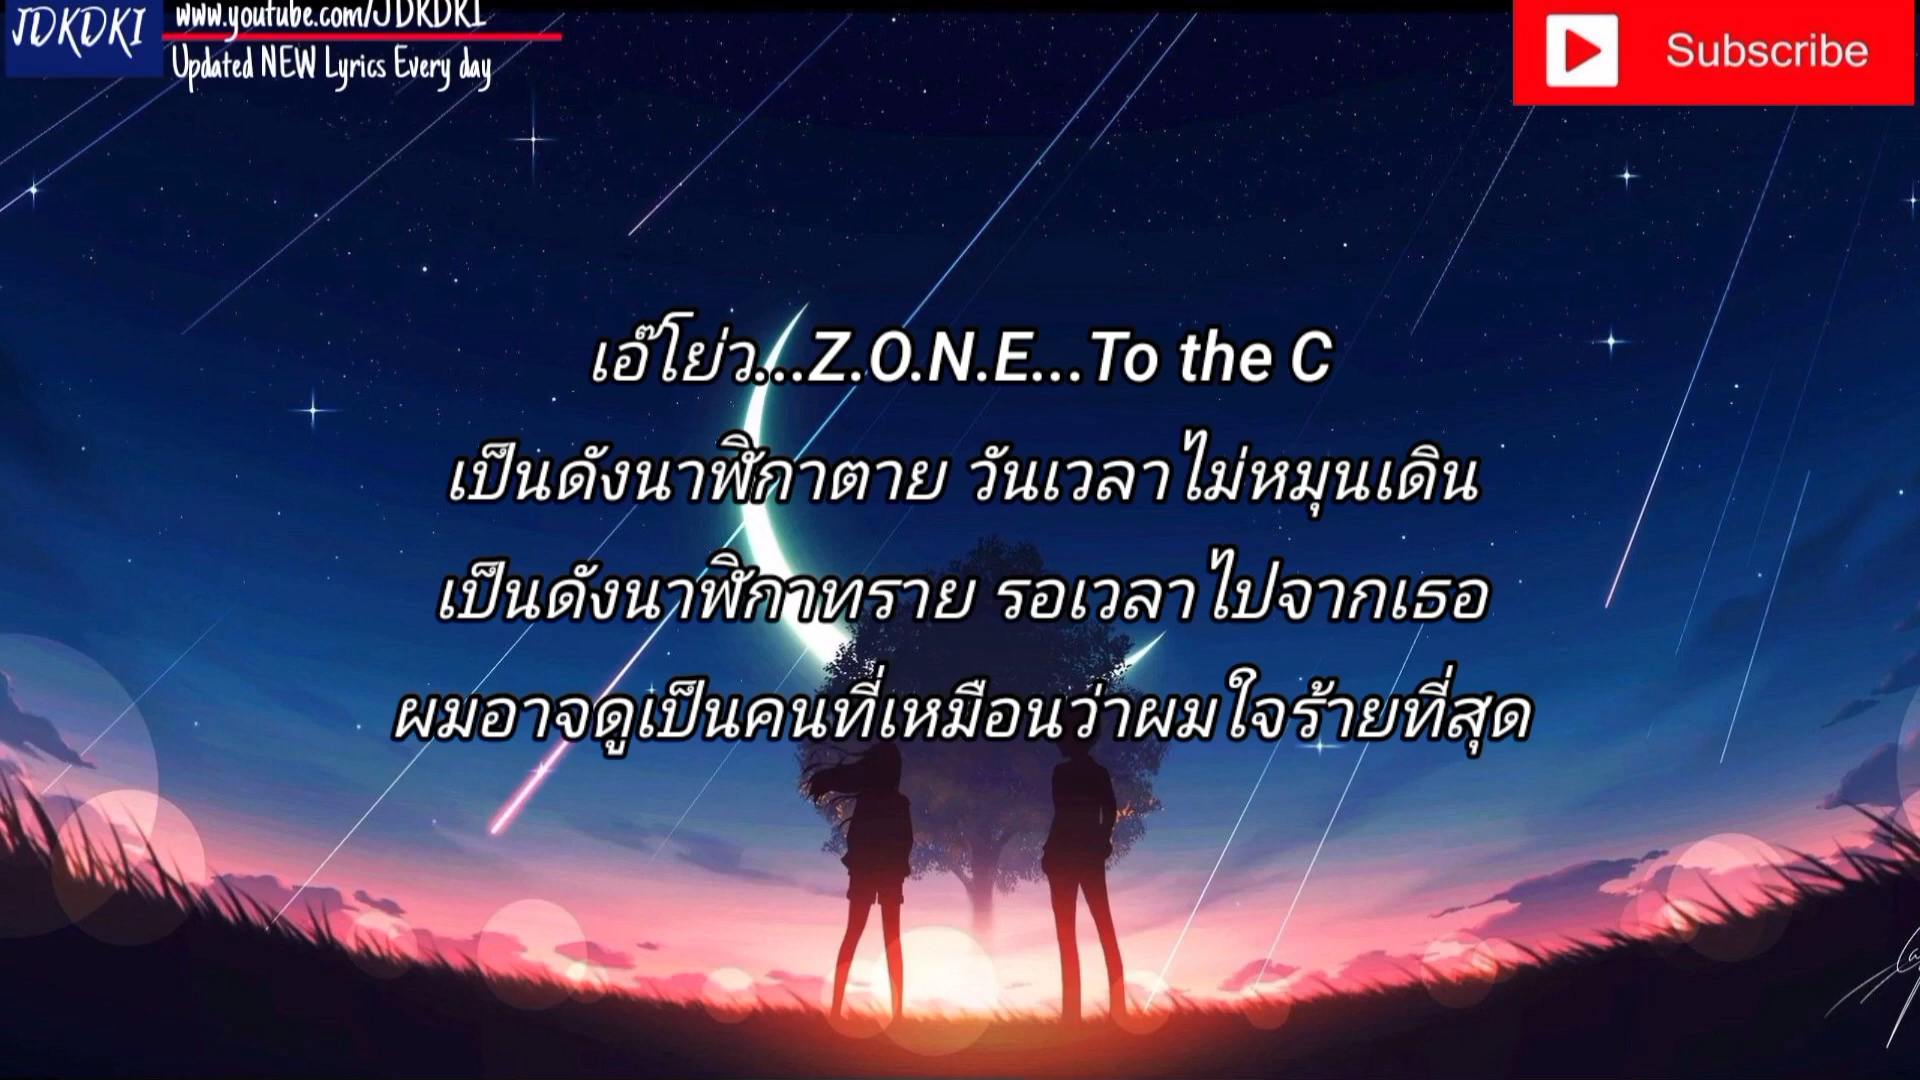 JDKDKI
www.youtube.com/JDKDKI
Updated NEW Lyrics Every day
Subscribe
เอ๊โย่ว...Z.O.N.E...To the C
เป็นดังนาฬิกาตาย วันเวลาไม่หมุนเดิน
เป็นดังนาฬิกาทราย รอเวลาไปจากเธอ
ผมอาจดูเป็นคนที่เหมือนว่าผมใจร้ายที่สุด